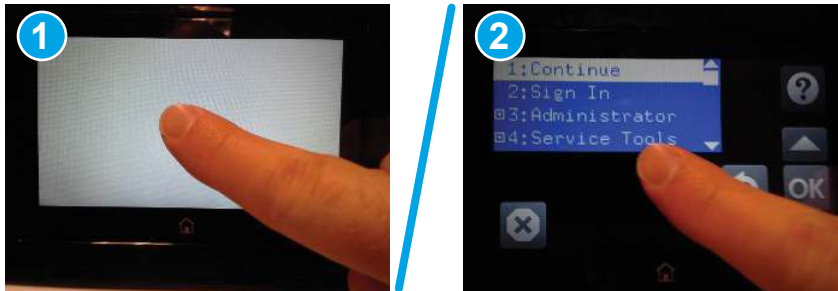 1
2
1:Continue
2:Sign In
+3:Administrator
+4:Service Tools
?
OK